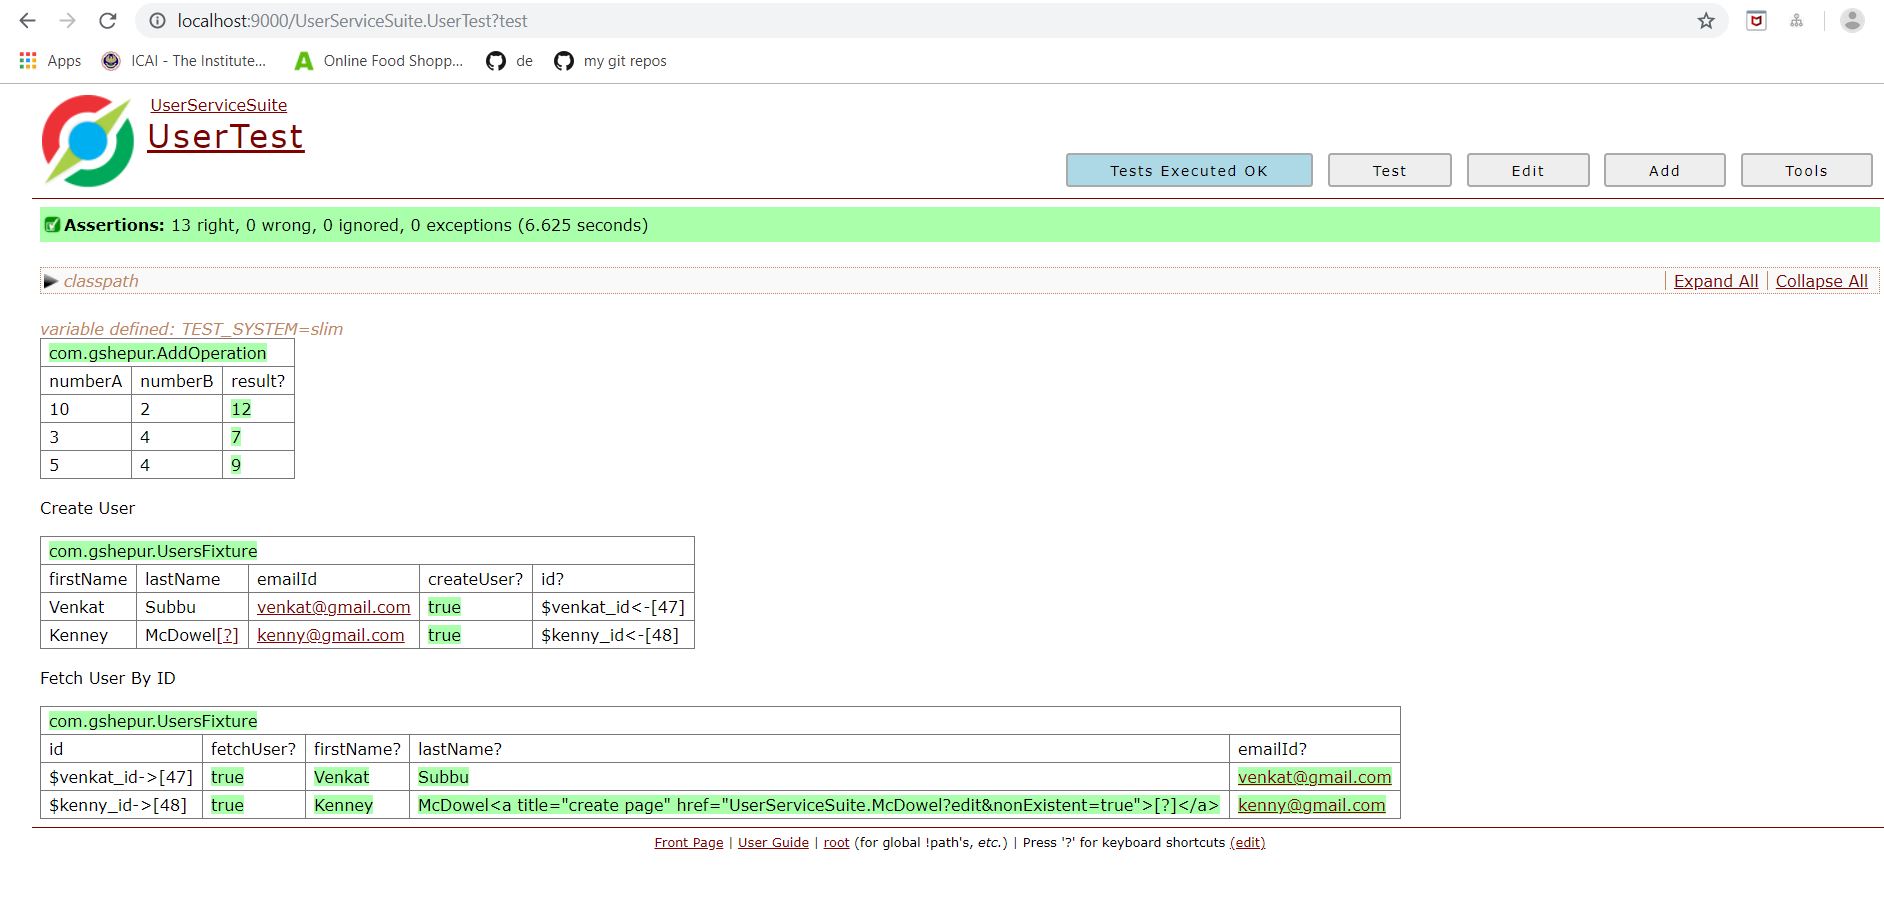 localhost:9000/UserServiceSuite.UserTest?test
Apps ICAI - The Institute... Online Food Shopp... de my git repos
UserServiceSuite
UserTest
Tests Executed OK Test Edit Add Tools
Assertions: 13 right, 0 wrong, 0 ignored, 0 exceptions (6.625 seconds)
classpath Expand All Collapse All
variable defined: TEST_SYSTEM=slim
com.gshepur.AddOperation
numberA numberB result?
10 2 12
3 4 7
5 4 9
Create User
com.gshepur.UsersFixture
firstName lastName emailId createUser? id?
Venkat Subbu venkat@gmail.com true $venkat_id<-[47]
Kenney McDowel[?] kenny@gmail.com true $kenny_id<-[48]
Fetch User By ID
com.gshepur.UsersFixture
id fetchUser? firstName? lastName? emailId?
$venkat_id->[47] true Venkat Subbu venkat@gmail.com
$kenny_id->[48] true Kenney McDowel<a title="create page" href="UserServiceSuite.McDowel?edit&nonExistent=true">[?]</a> kenny@gmail.com
Front Page | User Guide | root (for global !path's, etc.) | Press '?' for keyboard shortcuts (edit)